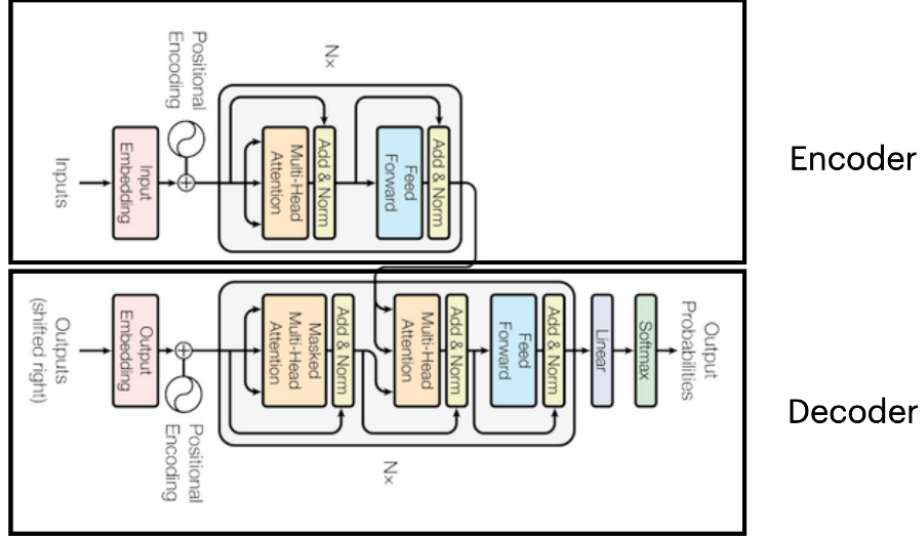 Encoder
Inputs
Input
Embedding
Positional
Encoding
Nx
Multi-Head
Attention
Add & Norm
Feed
Forward
Add & Norm
Decoder
Outputs
(shifted right)
Output
Embedding
Positional
Encoding
Nx
Masked
Multi-Head
Attention
Add & Norm
Multi-Head
Attention
Add & Norm
Feed
Forward
Add & Norm
Linear
Softmax
Output
Probabilities